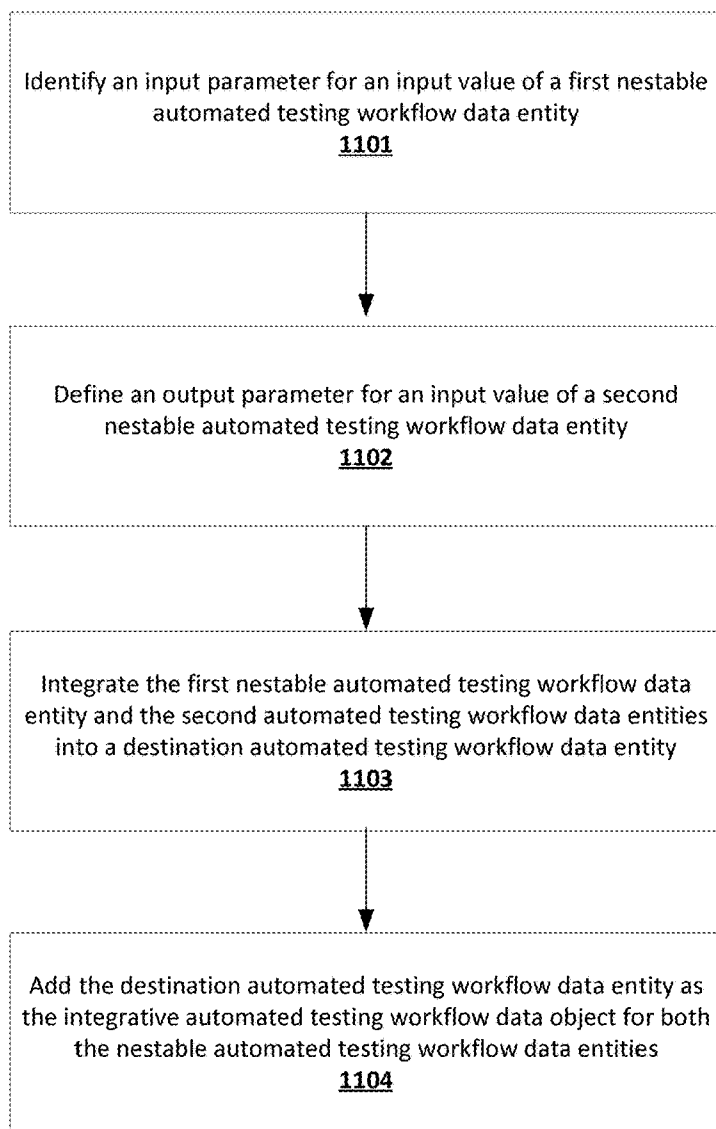 Identify an input parameter for an input value of a first nestable
automated testing workflow data entity
1101
Define an output parameter for an input value of a second
nestable automated testing workflow data entity
1102
Integrate the first nestable automated testing workflow data
entity and the second automated testing workflow data entities
into a destination automated testing workflow data entity
1103
Add the destination automated testing workflow data entity as
the integrative automated testing workflow data object for both
the nestable automated testing workflow data entities
1104